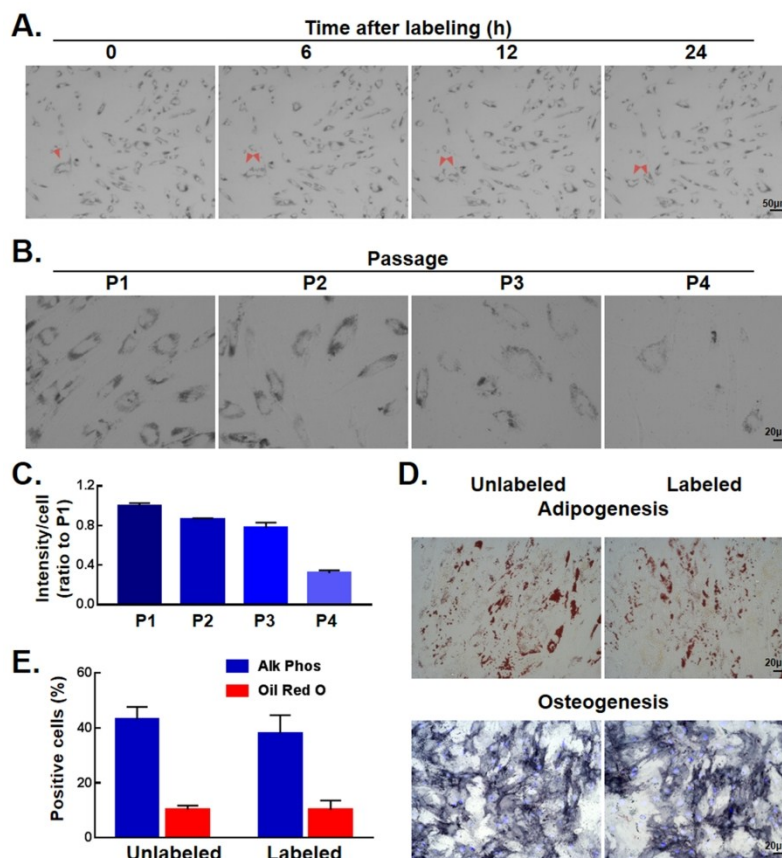 A.
Time after labeling (h)
0 6 12 24
50µm
B.
Passage
P1 P2 P3 P4
20µ
C.
Intensity/cell
(ratio to P1)
1.2
0.8
0.4
0.0
P1 P2 P3 P4
D.
Unlabeled Labeled
Adipogenesis
20µ
Osteogenesis
20µ
E.
Positive cells (%)
60
40
20
0
Alk Phos
Oil Red O
Unlabeled Labeled